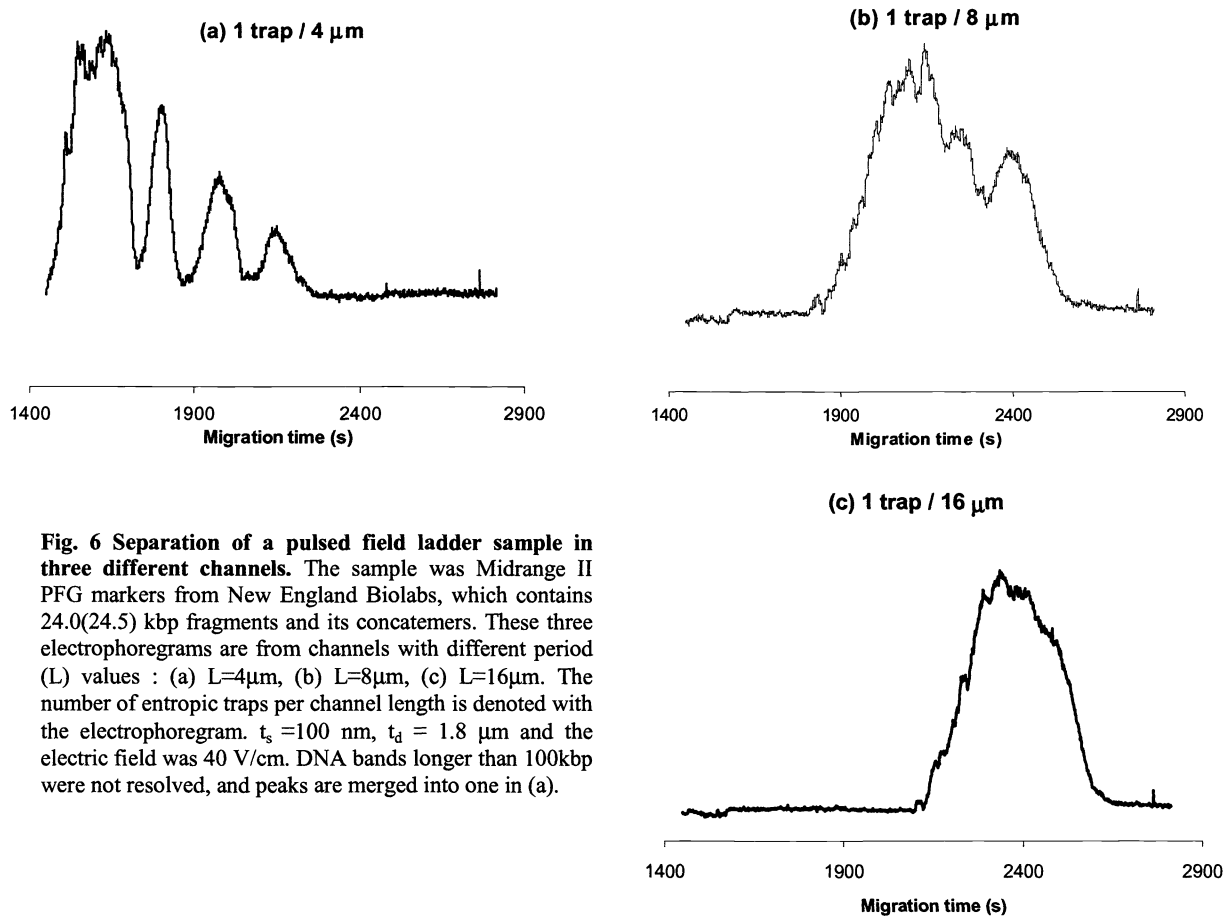 (a) 1 trap / 4 μm
1400 1900 2400 2900
Migration time (s)
(b) 1 trap / 8 μm
1400 1900 2400 2900
Migration time (s)
Fig. 6 Separation of a pulsed field ladder sample in
three different channels. The sample was Midrange II
PFG markers from New England Biolabs, which contains
24.0(24.5) kbp fragments and its concatemers. These three
electrophoregrams are from channels with different period
(L) values : (a) L=4μm, (b) L=8μm, (c) L=16μm. The
number of entropic traps per channel length is denoted with
the electrophoregram. ts =100 nm, td = 1.8 μm and the
electric field was 40 V/cm. DNA bands longer than 100kbp
were not resolved, and peaks are merged into one in (a).
(c) 1 trap / 16 μm
1400 1900 2400 2900
Migration time (s)